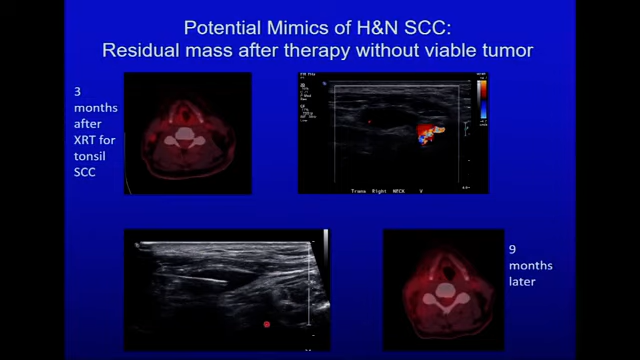 Potential Mimics of H&N SCC:
Residual mass after therapy without viable tumor
3
months
after
XRT for
tonsil
SCC
Trans Right NECK V
9
months
later